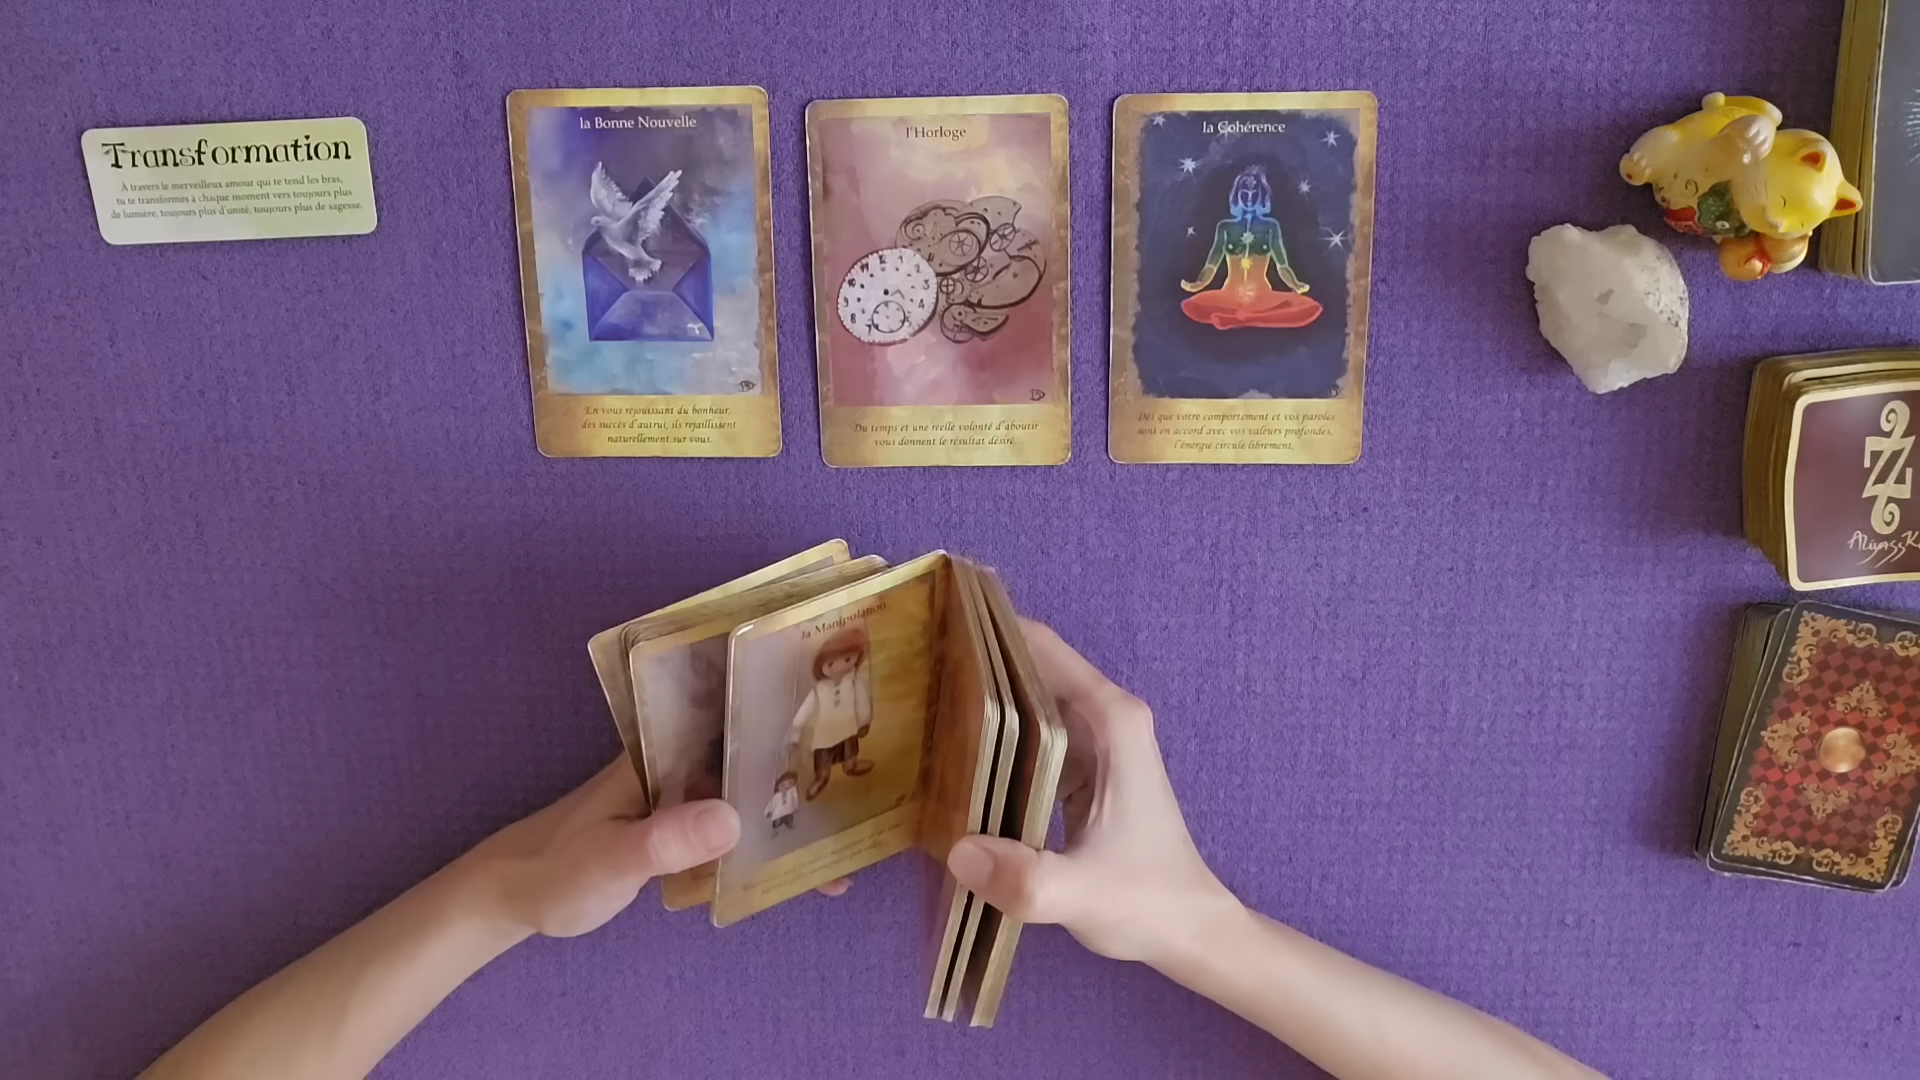 Transformation
À travers le merveilleux amour qui te tend les bras,
tu te transformes à chaque moment vers toujours plus
de lumière, toujours plus d'unité, toujours plus de sagesse.
la Bonne Nouvelle
En vous réjouissant du bonheur,
des succès d'autrui, ils rejaillissent
naturellement sur vous.
l'Horloge
Du temps et une réelle volonté d'aboutir
vous donnent le résultat désiré...
la Cohérence
Dès que votre comportement et vos paroles
sont en accord avec vos valeurs profondes,
l'énergie circule librement.
la Manipulation